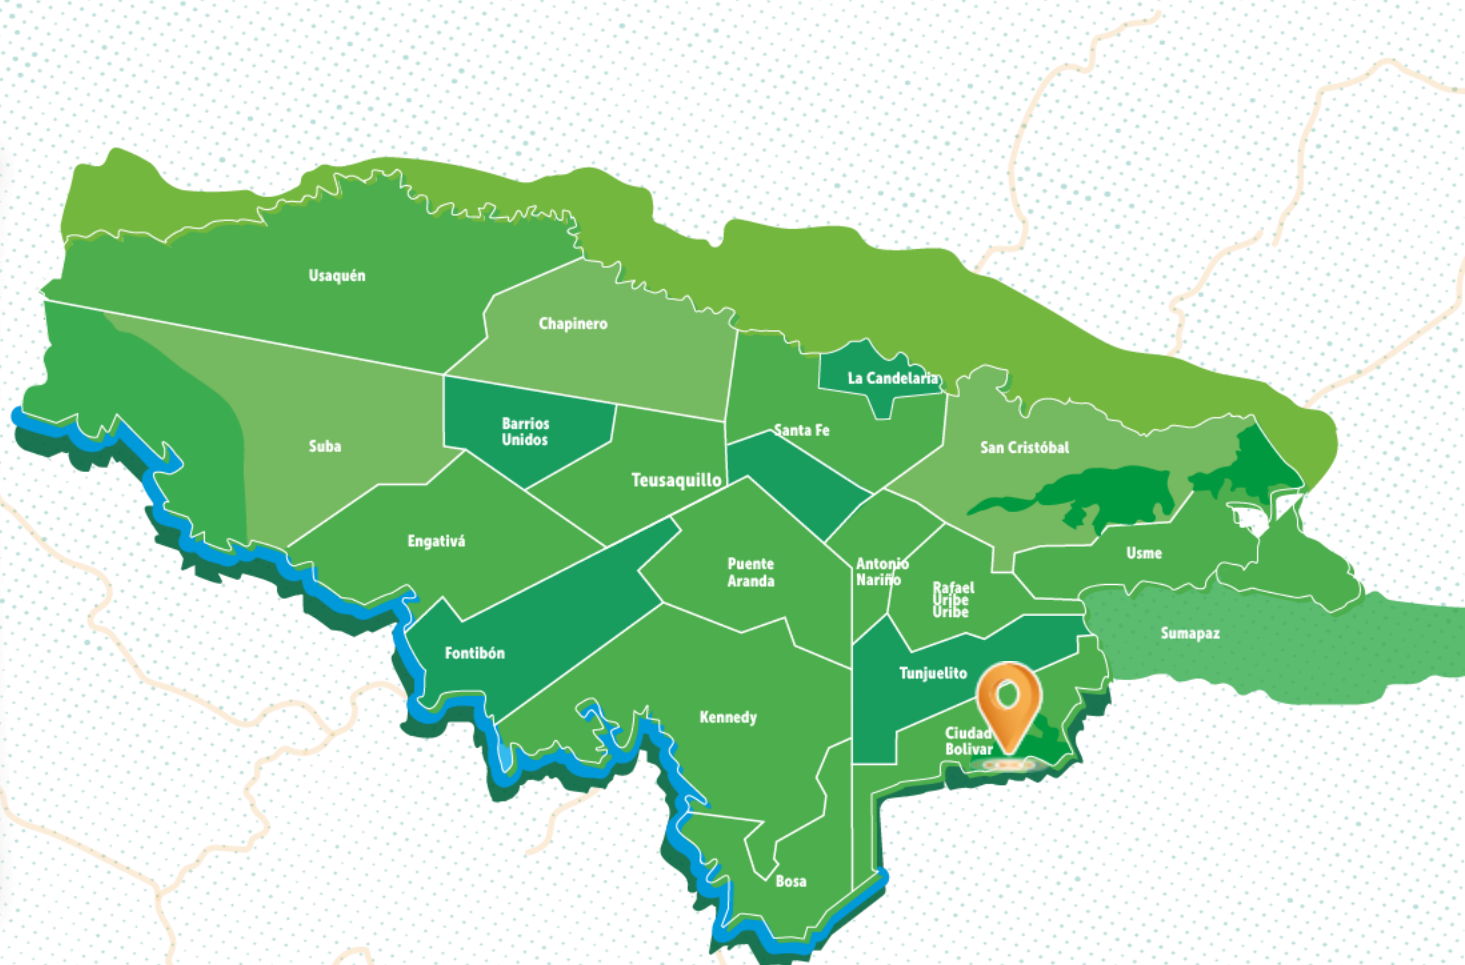 Usaquén
Chapinero
La Candelaria
Barrios
Unidos
Santa Fe
Suba
San Cristóbal
Teusaquillo
Engativá
Usme
Puente
Aranda
Antonio
Nariño
Rafael
Uribe
Uribe
Sumapaz
Fontibón
Tunjuelito
Kennedy
Ciudad
Bolivar
Bosa